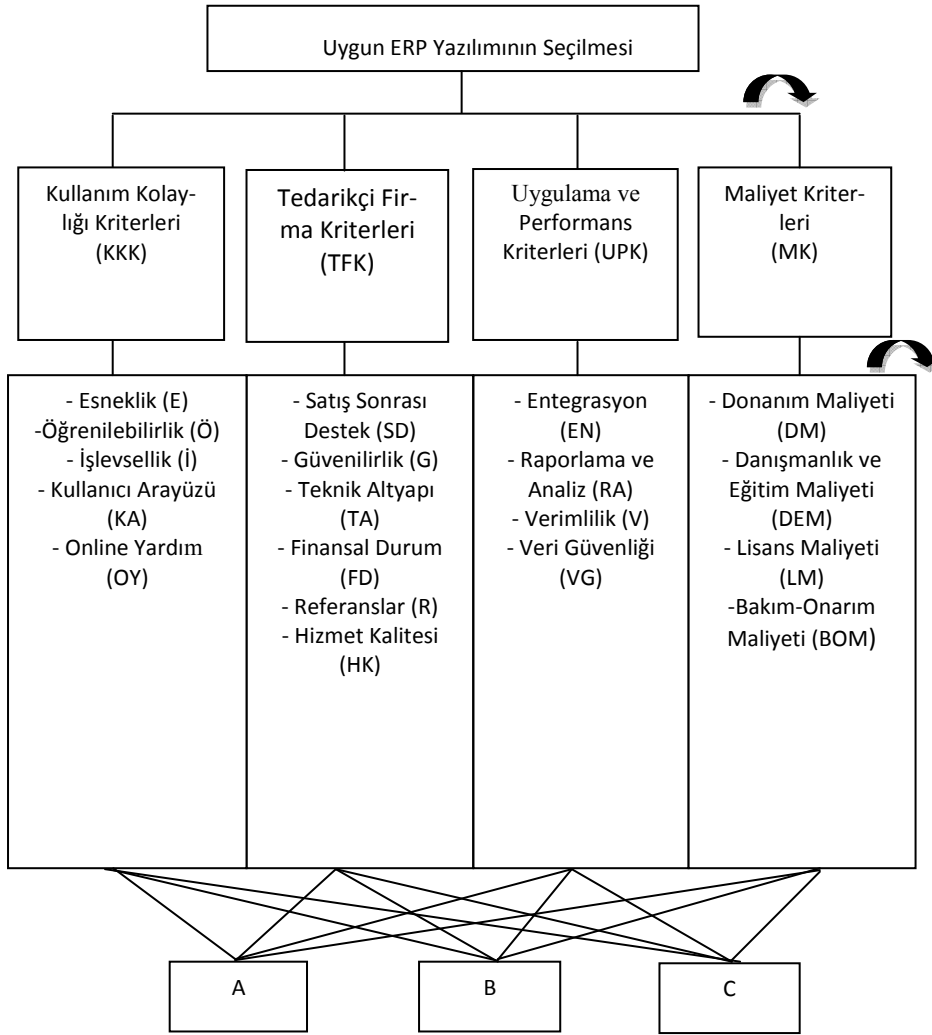 Uygun ERP Yazılımının Seçilmesi
Kullanım Kolay-
lığı Kriterleri
(KKK)
Tedarikçi Fir-
ma Kriterleri
(TFK)
Uygulama ve
Performans
Kriterleri (UPK)
Maliyet Kriter-
leri
(MK)
- Esneklik (E)
-Öğrenilebilirlik (Ö)
- İşlevsellik (İ)
- Kullanıcı Arayüzü
(KA)
- Online Yardım
(OY)
- Satış Sonrası
Destek (SD)
- Güvenilirlik (G)
- Teknik Altyapı
(TA)
- Finansal Durum
(FD)
- Referanslar (R)
- Hizmet Kalitesi
(HK)
- Entegrasyon
(EN)
- Raporlama ve
Analiz (RA)
- Verimlilik (V)
- Veri Güvenliği
(VG)
- Donanım Maliyeti
(DM)
- Danışmanlık ve
Eğitim Maliyeti
(DEM)
- Lisans Maliyeti
(LM)
-Bakım-Onarım
Maliyeti (BOM)
A
B
C